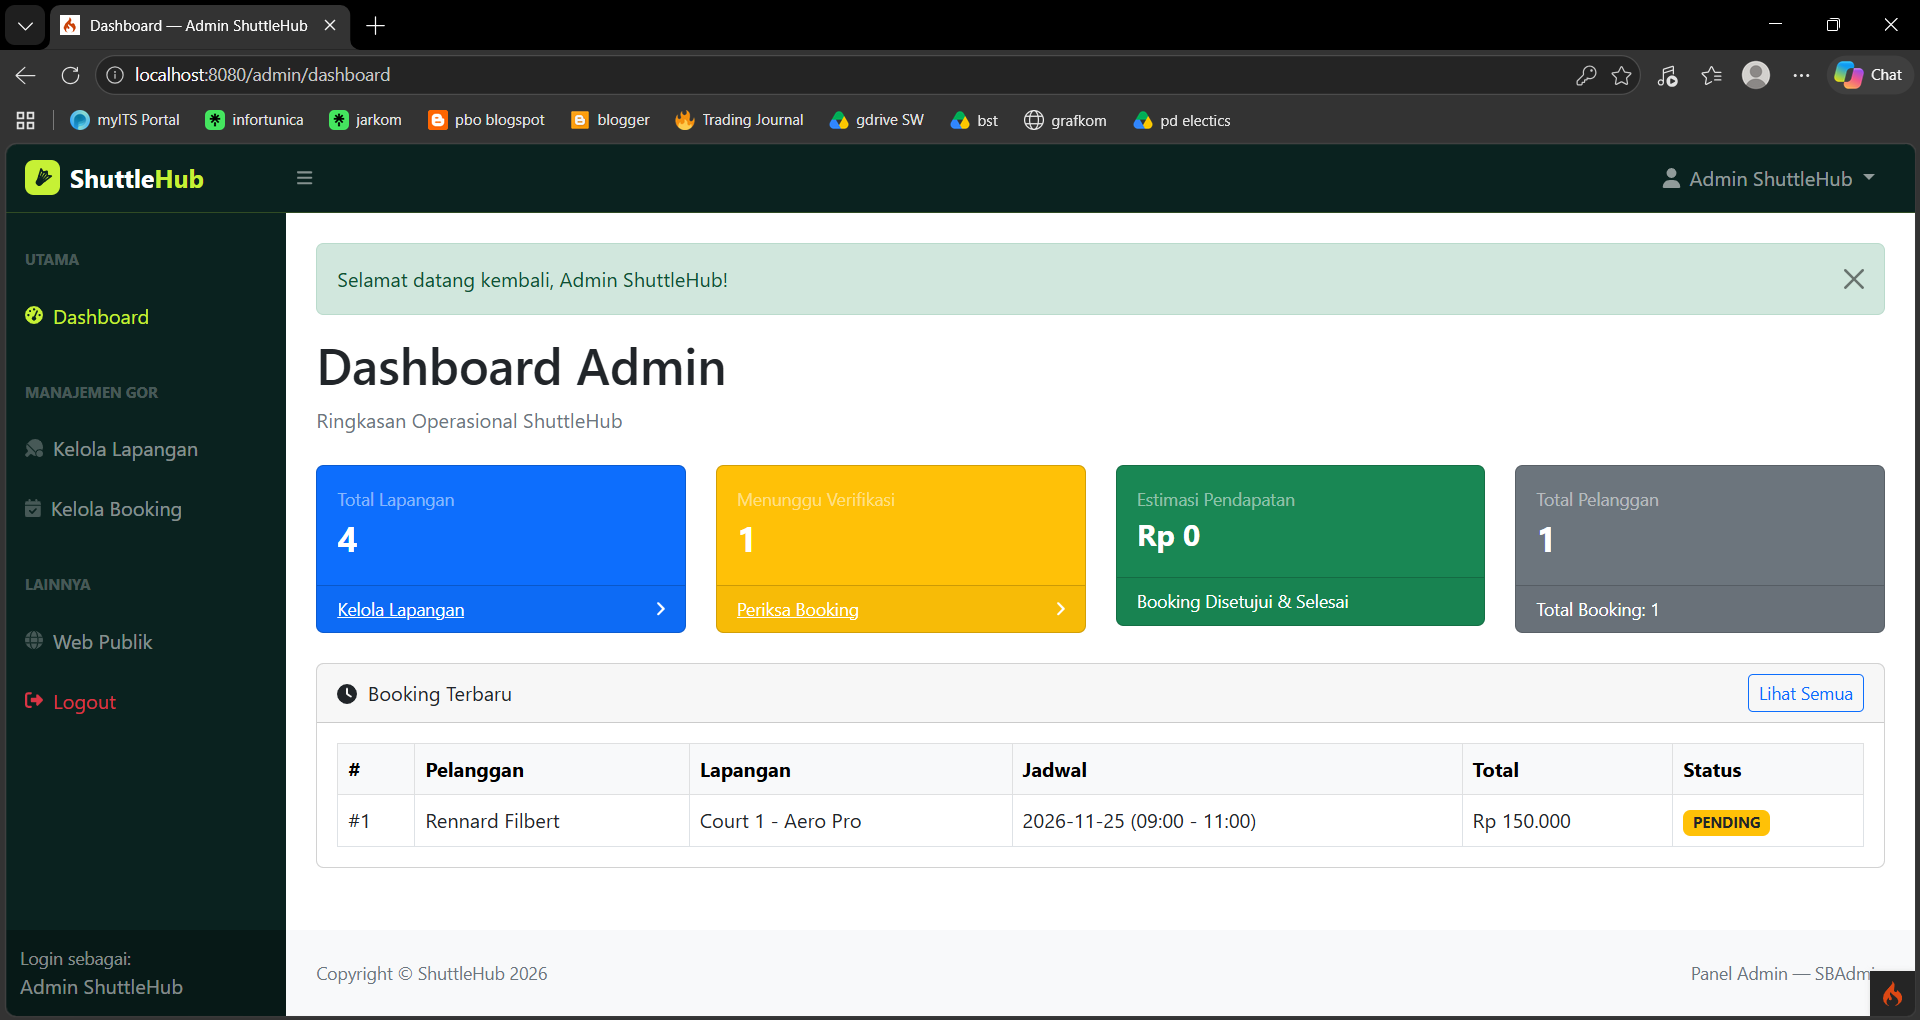 Dashboard — Admin ShuttleHub
localhost:8080/admin/dashboard
Chat
myITS Portal
infortunica
jarkom
pbo blogspot
blogger
Trading Journal
gdrive SW
bst
grafkom
pd electics
ShuttleHub
Admin ShuttleHub
UTAMA
Dashboard
MANAJEMEN GOR
Kelola Lapangan
Kelola Booking
LAINNYA
Web Publik
Logout
Login sebagai:
Admin ShuttleHub
Selamat datang kembali, Admin ShuttleHub!
Dashboard Admin
Ringkasan Operasional ShuttleHub
Total Lapangan
4
Kelola Lapangan
Menunggu Verifikasi
1
Periksa Booking
Estimasi Pendapatan
Rp 0
Booking Disetujui & Selesai
Total Pelanggan
1
Total Booking: 1
Booking Terbaru
Lihat Semua
# Pelanggan Lapangan Jadwal Total Status
#1 Rennard Filbert Court 1 - Aero Pro 2026-11-25 (09:00 - 11:00) Rp 150.000 PENDING
Copyright © ShuttleHub 2026
Panel Admin —